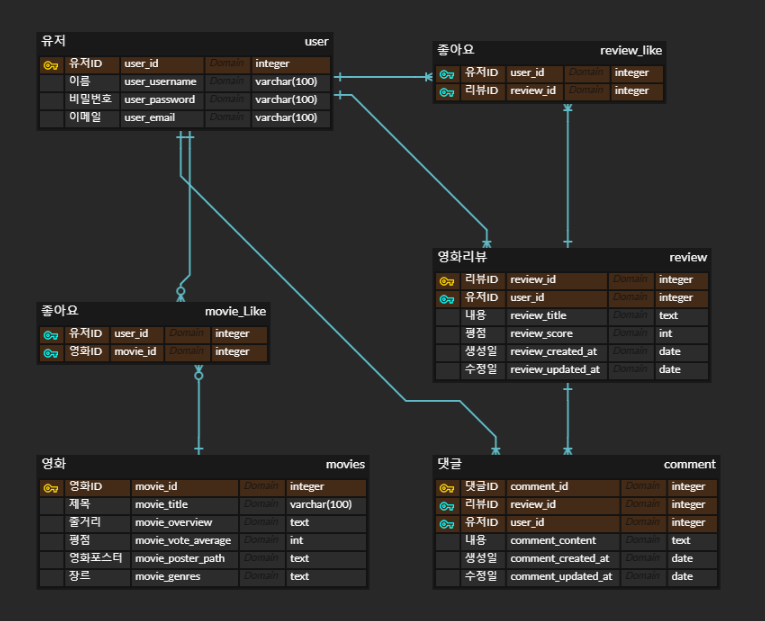 유저 user
유저ID user_id Domain integer
이름 user_username Domain varchar(100)
비밀번호 user_password Domain varchar(100)
이메일 user_email Domain varchar(100)
좋아요 review_like
유저ID user_id Domain integer
리뷰ID review_id Domain integer
영화리뷰 review
리뷰ID review_id Domain integer
유저ID user_id Domain integer
내용 review_title Domain text
평점 review_score Domain int
생성일 review_created_at Domain date
수정일 review_updated_at Domain date
좋아요 movie_Like
유저ID user_id Domain integer
영화ID movie_id Domain integer
영화 movies
영화ID movie_id Domain integer
제목 movie_title Domain varchar(100)
줄거리 movie_overview Domain text
평점 movie_vote_average Domain int
영화포스터 movie_poster_path Domain text
장르 movie_genres Domain text
댓글 comment
댓글ID comment_id Domain integer
리뷰ID review_id Domain integer
유저ID user_id Domain integer
내용 comment_content Domain text
생성일 comment_created_at Domain date
수정일 comment_updated_at Domain date